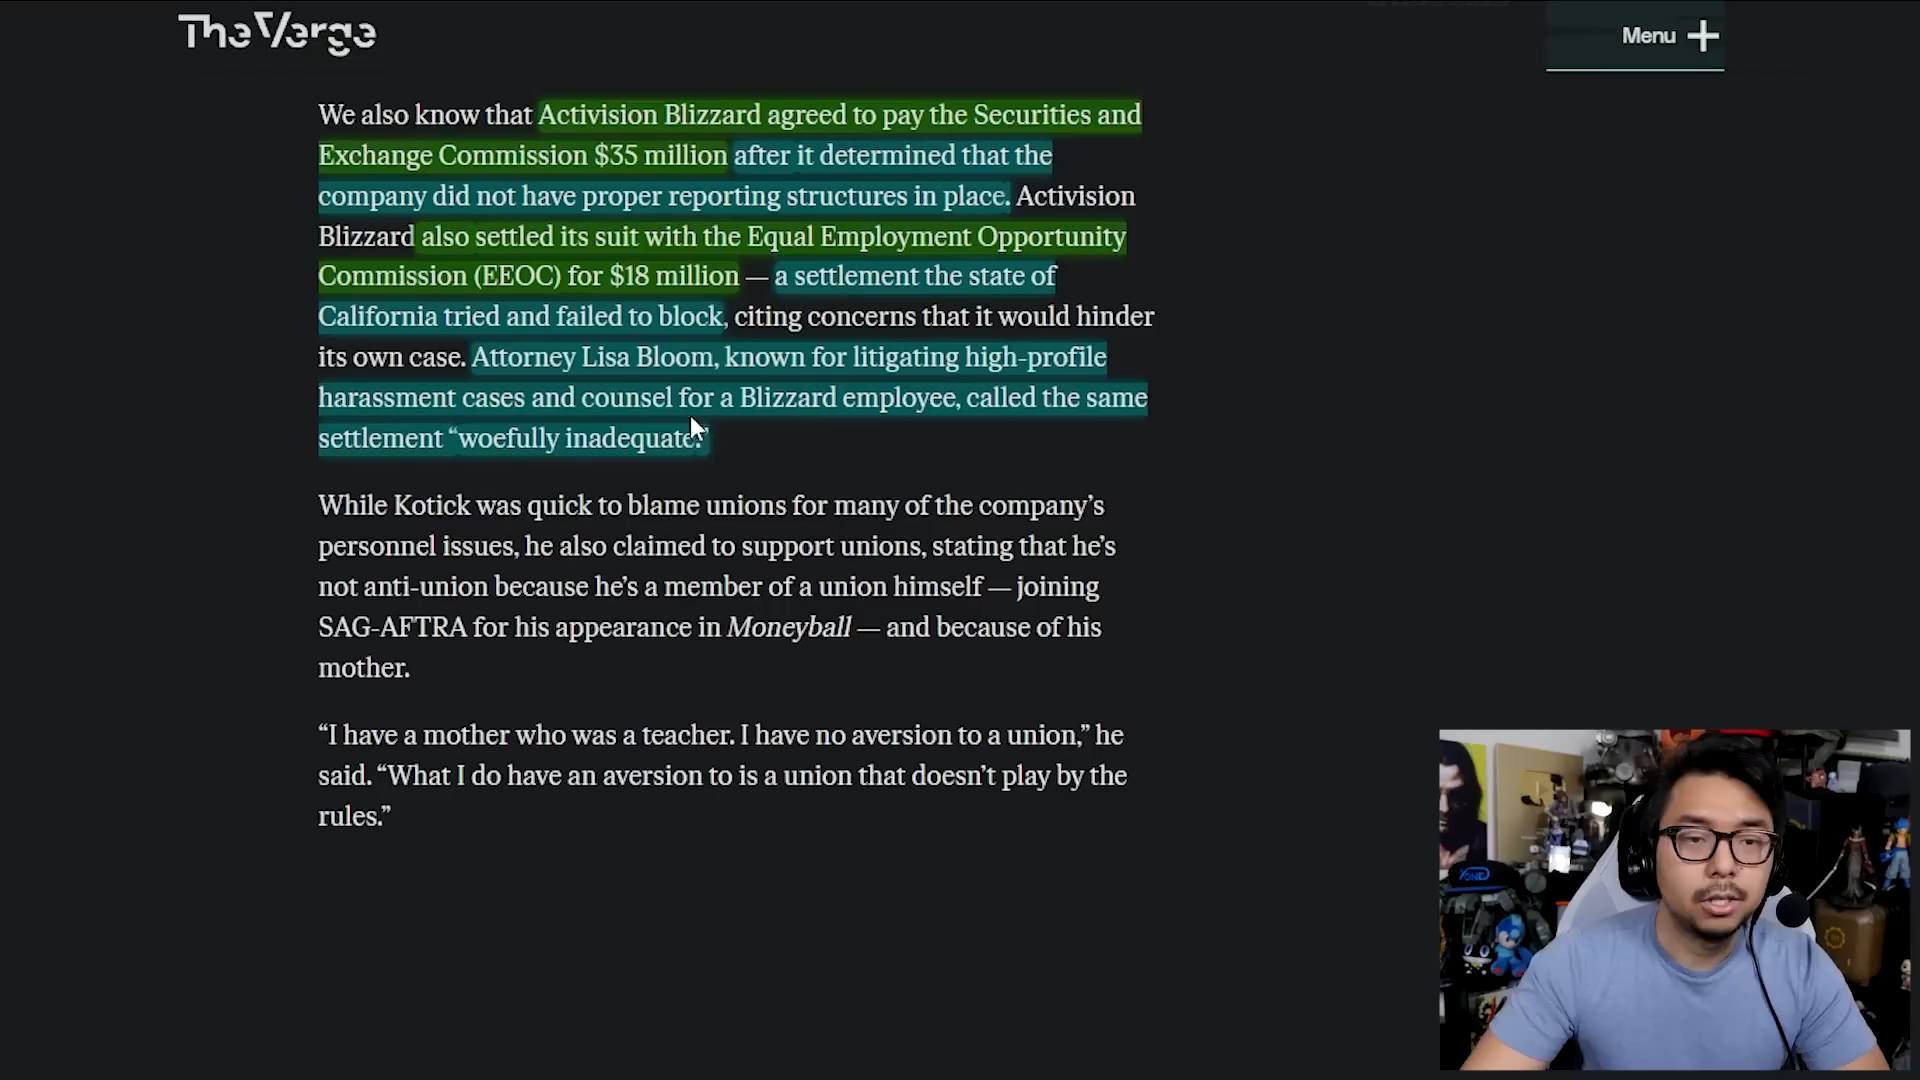 The Verge
Menu
We also know that Activision Blizzard agreed to pay the Securities and
Exchange Commission $35 million after it determined that the
company did not have proper reporting structures in place. Activision
Blizzard also settled its suit with the Equal Employment Opportunity
Commission (EEOC) for $18 million — a settlement the state of
California tried and failed to block, citing concerns that it would hinder
its own case. Attorney Lisa Bloom, known for litigating high-profile
harassment cases and counsel for a Blizzard employee, called the same
settlement “woefully inadequate.”
While Kotick was quick to blame unions for many of the company’s
personnel issues, he also claimed to support unions, stating that he’s
not anti-union because he’s a member of a union himself — joining
SAG-AFTRA for his appearance in Moneyball — and because of his
mother.
“I have a mother who was a teacher. I have no aversion to a union,” he
said. “What I do have an aversion to is a union that doesn’t play by the
rules.”